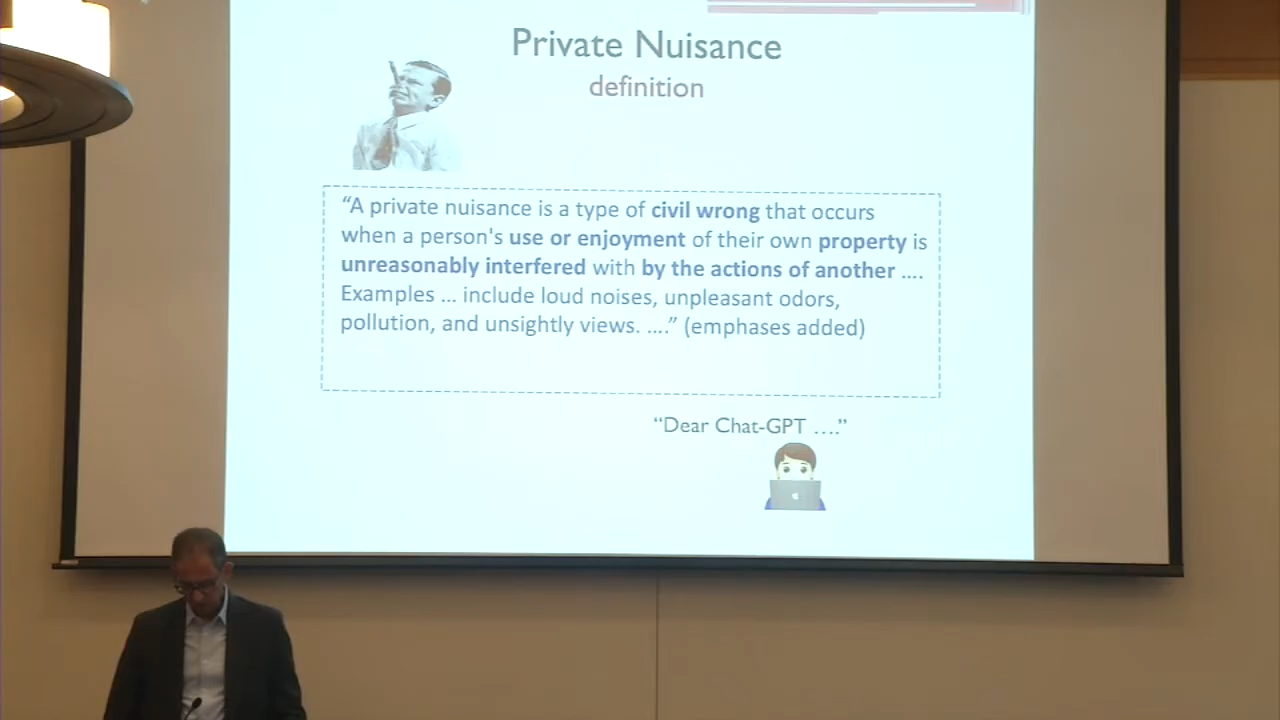 Private Nuisance
definition
“A private nuisance is a type of civil wrong that occurs
when a person's use or enjoyment of their own property is
unreasonably interfered with by the actions of another ....
Examples ... include loud noises, unpleasant odors,
pollution, and unsightly views. ....” (emphases added)
“Dear Chat-GPT ....”